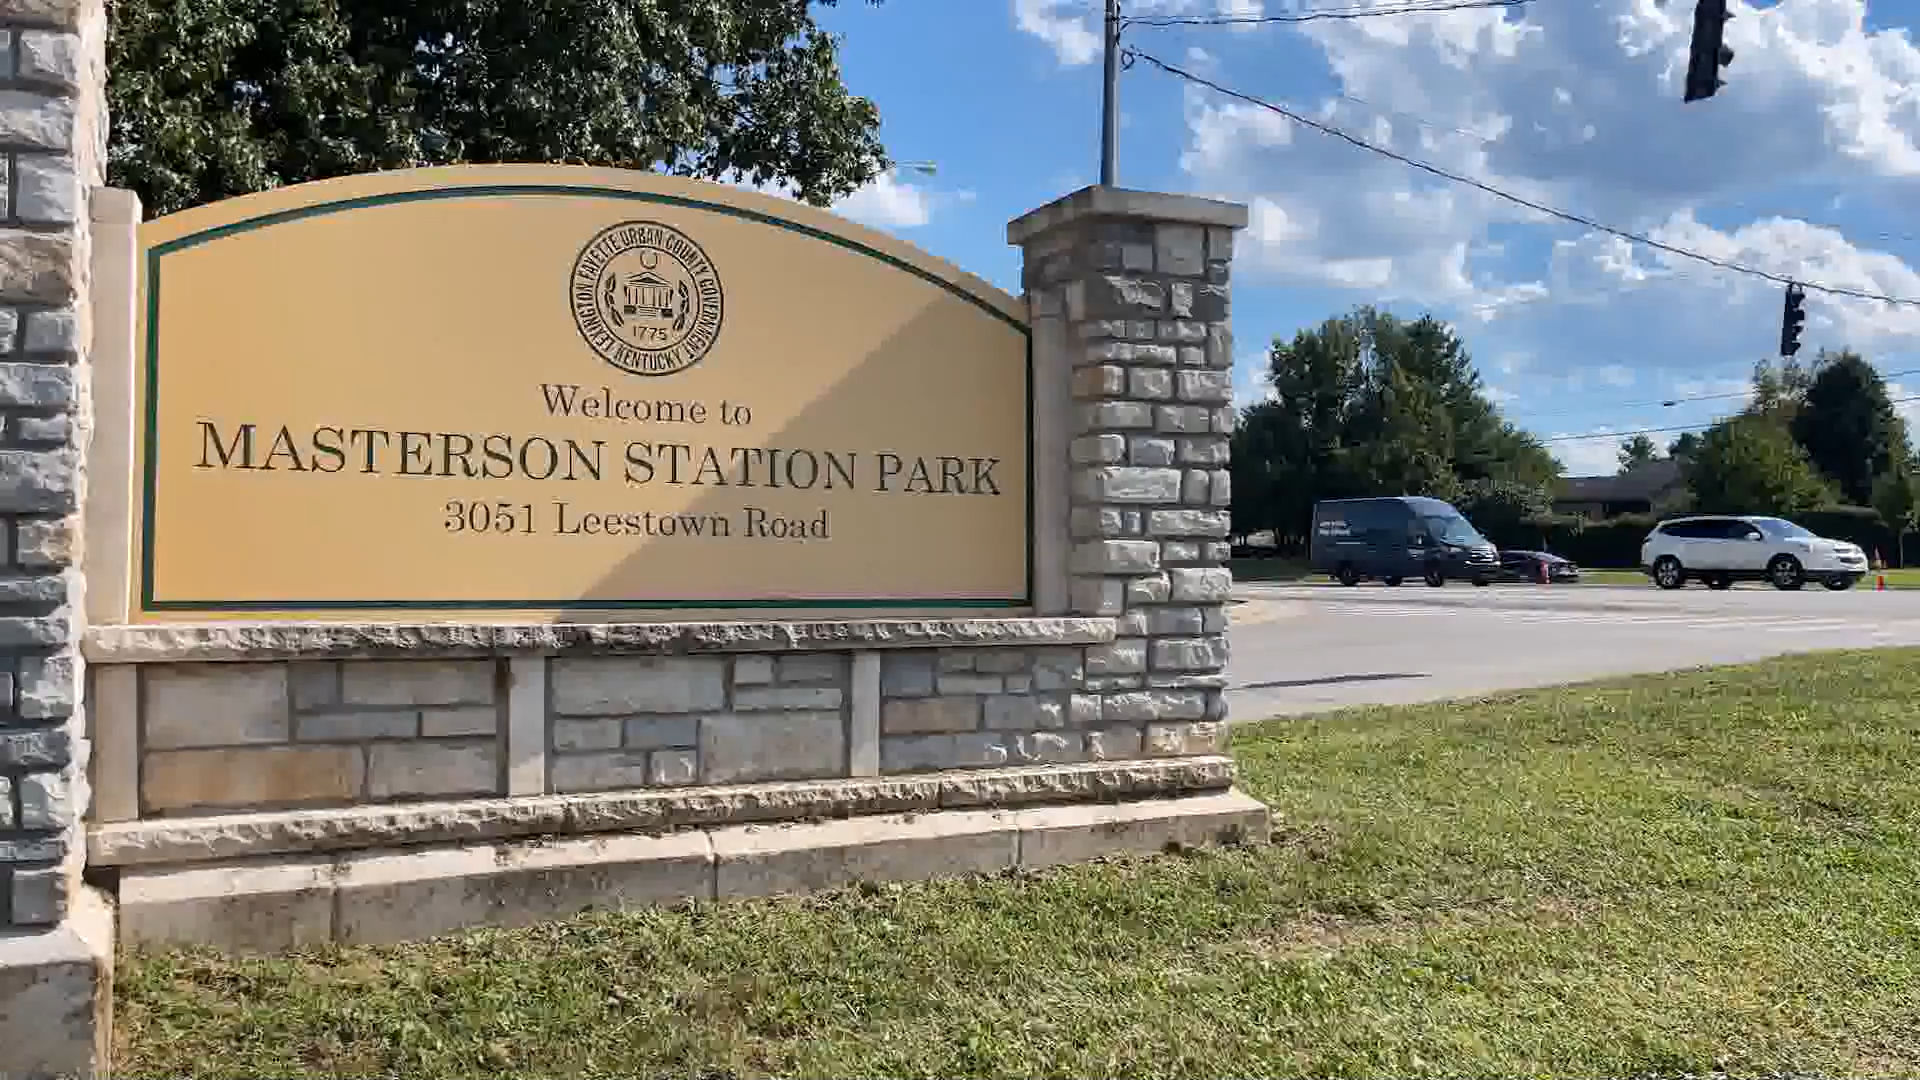 LEXINGTON FAYETTE URBAN COUNTY GOVERNMENT
1775
KENTUCKY
Welcome to
MASTERSON STATION PARK
3051 Leestown Road